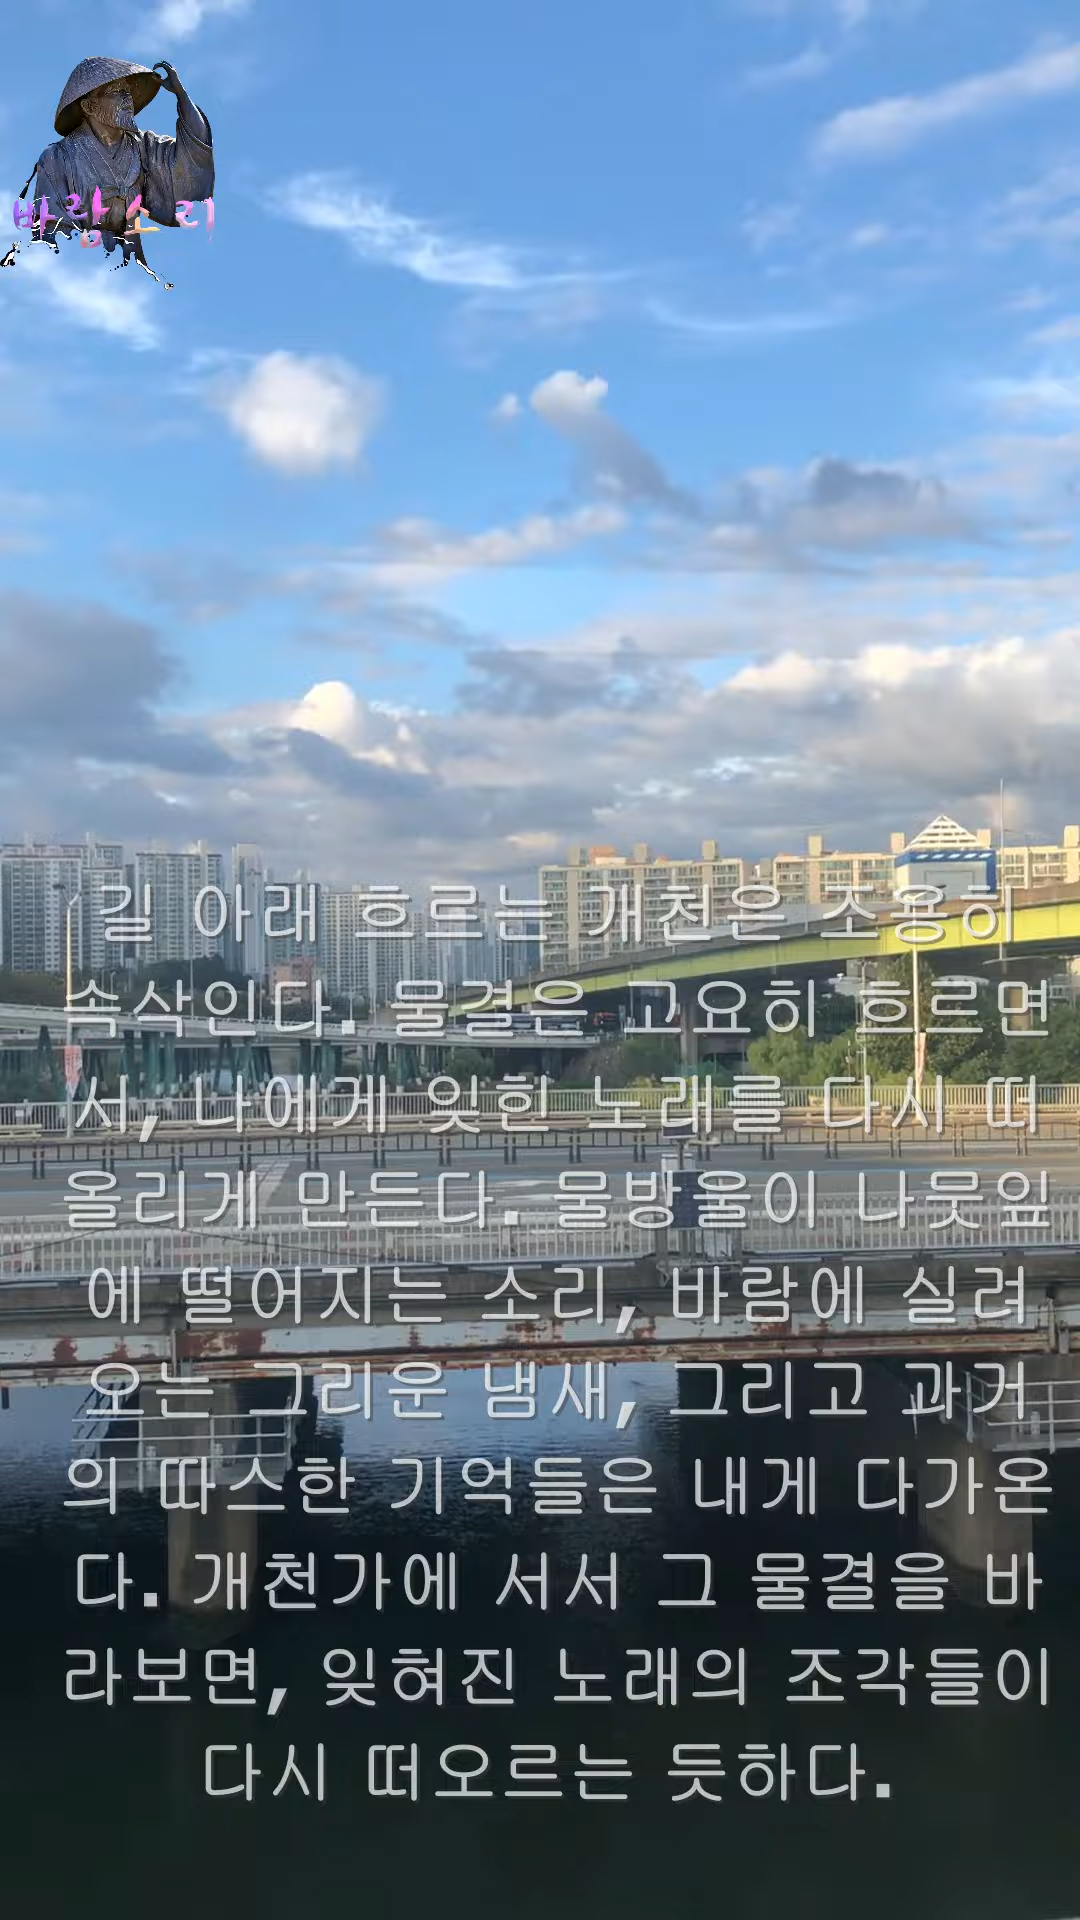 바람소리
길 아래 흐르는 개천은 조용히
속삭인다. 물결은 고요히 흐르면
서, 나에게 잊힌 노래를 다시 떠
올리게 만든다. 물방울이 나뭇잎
에 떨어지는 소리, 바람에 실려
오는 그리운 냄새, 그리고 과거
의 따스한 기억들은 내게 다가온
다. 개천가에 서서 그 물결을 바
라보면, 잊혀진 노래의 조각들이
다시 떠오르는 듯하다.